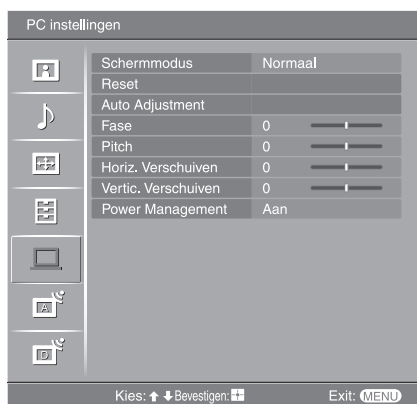 PC instellingen
Schermmodus Normaal
Reset
Auto Adjustment
Fase 0
Pitch 0
Horiz. Verschuiven 0
Vertic. Verschuiven 0
Power Management Aan
A
D
Kies: Bevestigen: Exit: MENU